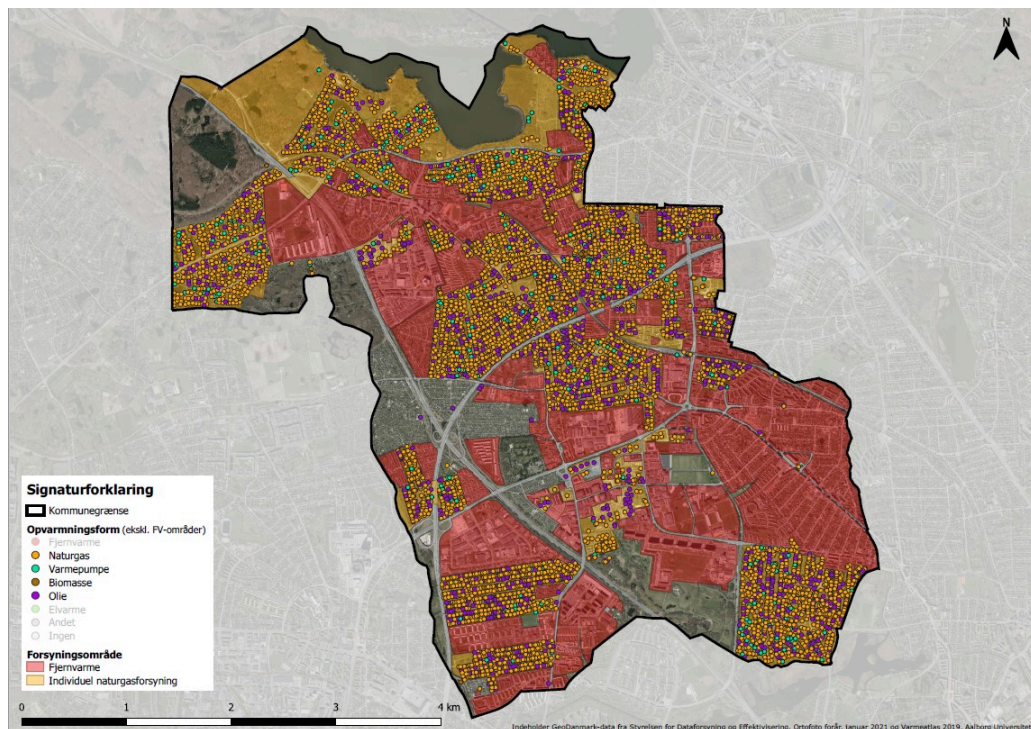 N
Signaturforklaring
Kommunegrænse
Opvarmningsform (ekskl. FV-områder)
Fjernvarme
Naturgas
Varmepumpe
Biomasse
Olie
Elvarme
Andet
Ingen
Forsyningsområde
Fjernvarme
Individuel naturgasforsyning
0 1 2 3 4 km
Indeholder GeoDanmark-data fra Styrelsen for Dataforsyning og Effektivisering, Ortofoto forår, januar 2021 og Varmeatlas 2019, Aalborg Universitet